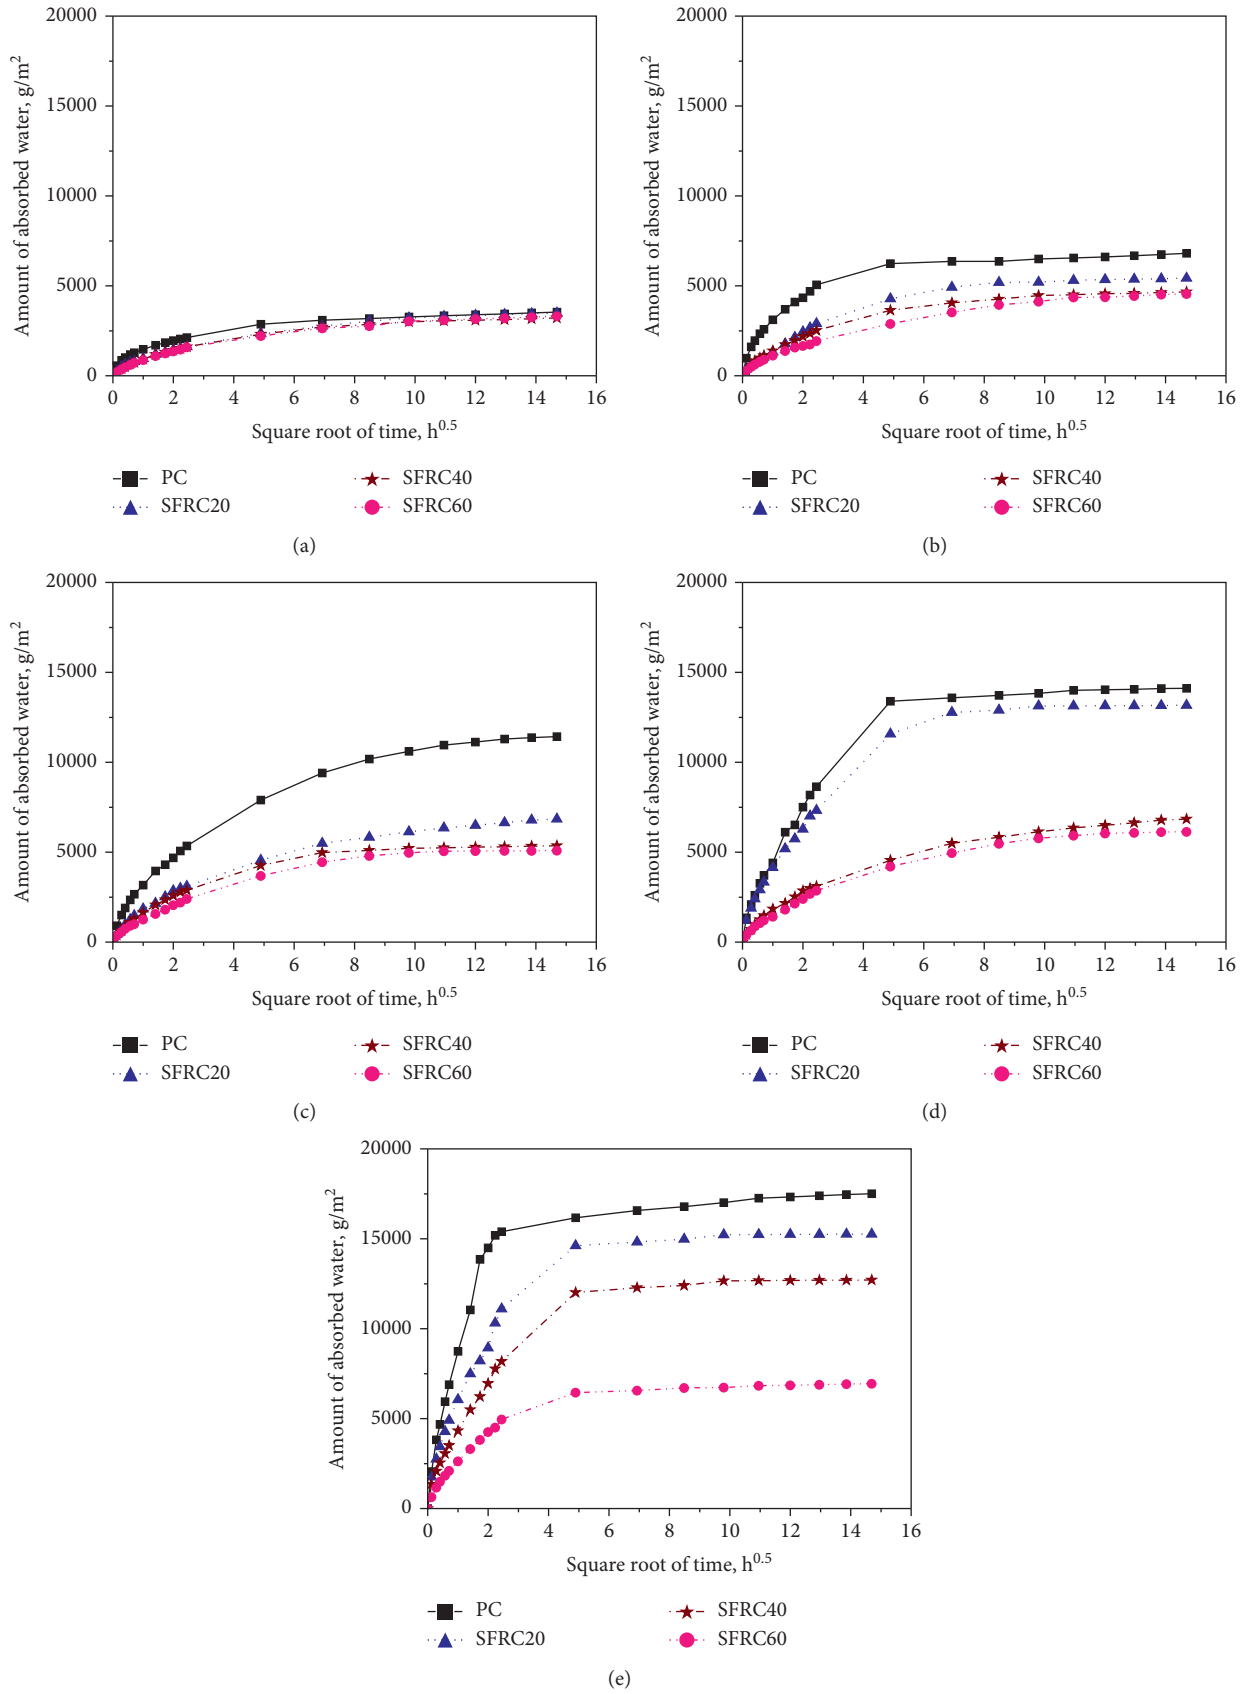 20000
15000
10000
5000
0
Amount of absorbed water, g/m²
0 2 4 6 8 10 12 14 16
Square root of time, h^0.5
PC SFRC40
SFRC20 SFRC60
(a)
20000
15000
10000
5000
0
Amount of absorbed water, g/m²
0 2 4 6 8 10 12 14 16
Square root of time, h^0.5
PC SFRC40
SFRC20 SFRC60
(b)
20000
15000
10000
5000
0
Amount of absorbed water, g/m²
0 2 4 6 8 10 12 14 16
Square root of time, h^0.5
PC SFRC40
SFRC20 SFRC60
(c)
20000
15000
10000
5000
0
Amount of absorbed water, g/m²
0 2 4 6 8 10 12 14 16
Square root of time, h^0.5
PC SFRC40
SFRC20 SFRC60
(d)
20000
15000
10000
5000
0
Amount of absorbed water, g/m²
0 2 4 6 8 10 12 14 16
Square root of time, h^0.5
PC SFRC40
SFRC20 SFRC60
(e)